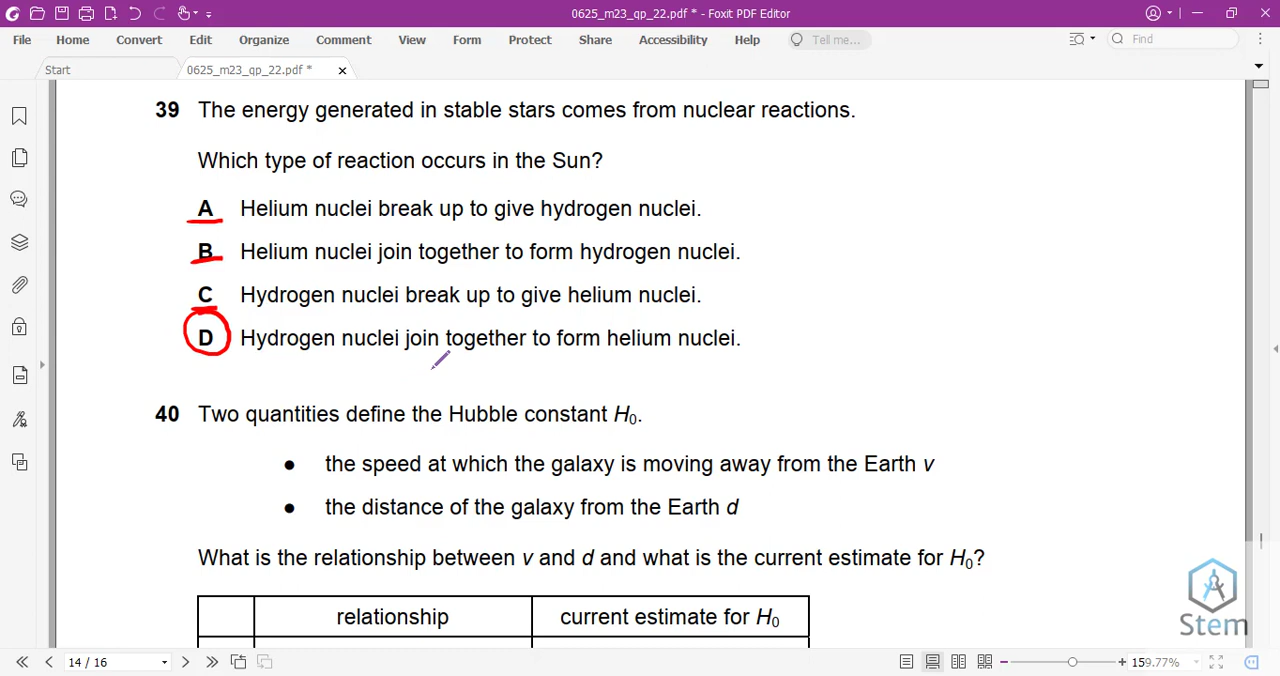 0625_m23_qp_22.pdf * - Foxit PDF Editor
File Home Convert Edit Organize Comment View Form Protect Share Accessibility Help Tell me... Find
Start 0625_m23_qp_22.pdf *
39 The energy generated in stable stars comes from nuclear reactions.
Which type of reaction occurs in the Sun?
A Helium nuclei break up to give hydrogen nuclei.
B Helium nuclei join together to form hydrogen nuclei.
C Hydrogen nuclei break up to give helium nuclei.
D Hydrogen nuclei join together to form helium nuclei.
40 Two quantities define the Hubble constant H₀.
● the speed at which the galaxy is moving away from the Earth v
● the distance of the galaxy from the Earth d
What is the relationship between v and d and what is the current estimate for H₀?
relationship current estimate for H₀
Stem
14 / 16 159.77%